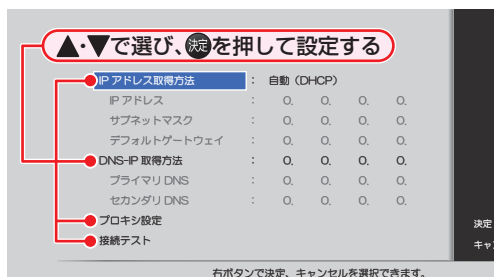 ▲・▼で選び、決定を押して設定する
IP アドレス取得方法 : 自動（DHCP）
IP アドレス : 0. 0. 0. 0.
サブネットマスク : 0. 0. 0. 0.
デフォルトゲートウェイ : 0. 0. 0. 0.
DNS-IP 取得方法 : 0. 0. 0. 0.
プライマリ DNS : 0. 0. 0. 0.
セカンダリ DNS : 0. 0. 0. 0.
プロキシ設定
接続テスト
決定
キャン
右ボタンで決定、キャンセルを選択できます。